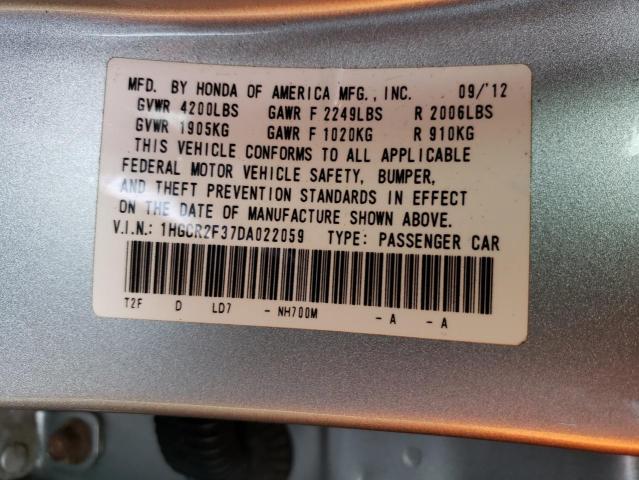 MFD. BY HONDA OF AMERICA MFG., INC. 09/'12
GVWR 4200LBS GAWR F 2249LBS R 2006LBS
GVWR 1905KG GAWR F 1020KG R 910KG
THIS VEHICLE CONFORMS TO ALL APPLICABLE
FEDERAL MOTOR VEHICLE SAFETY, BUMPER,
AND THEFT PREVENTION STANDARDS IN EFFECT
ON THE DATE OF MANUFACTURE SHOWN ABOVE.
V.I.N.: 1HGCR2F37DA022059 TYPE: PASSENGER CAR
T2F D LD7 - NH700M - A - A